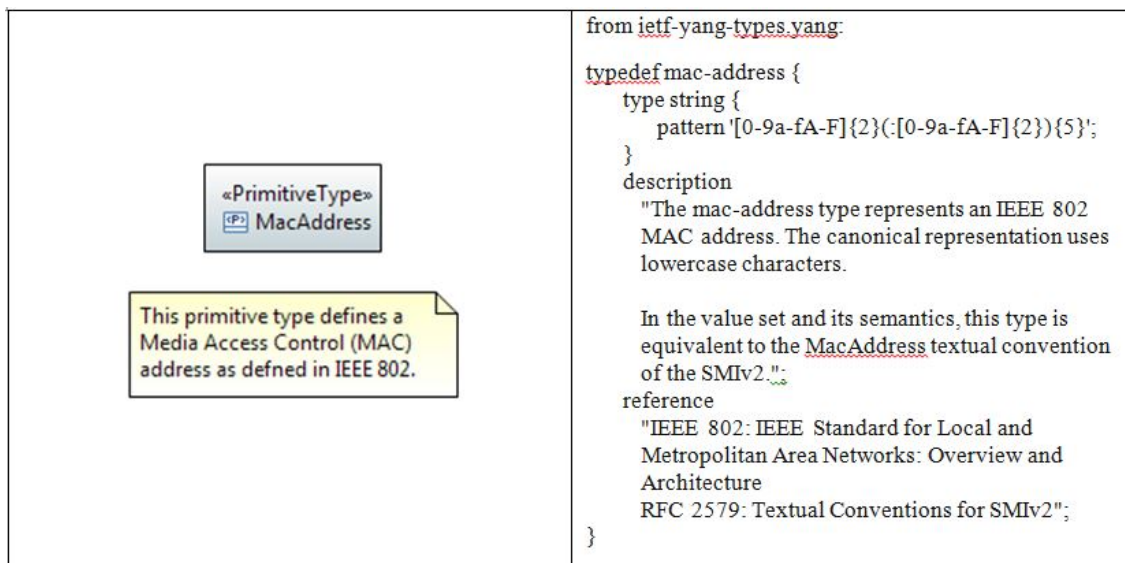 «PrimitiveType»
<P> MacAddress
This primitive type defines a
Media Access Control (MAC)
address as defned in IEEE 802.
from ietf-yang-types.yang:
typedef mac-address {
type string {
pattern '[0-9a-fA-F]{2}(:[0-9a-fA-F]{2}){5}';
}
description
"The mac-address type represents an IEEE 802
MAC address. The canonical representation uses
lowercase characters.
In the value set and its semantics, this type is
equivalent to the MacAddress textual convention
of the SMIv2.";
reference
"IEEE 802: IEEE Standard for Local and
Metropolitan Area Networks: Overview and
Architecture
RFC 2579: Textual Conventions for SMIv2";
}